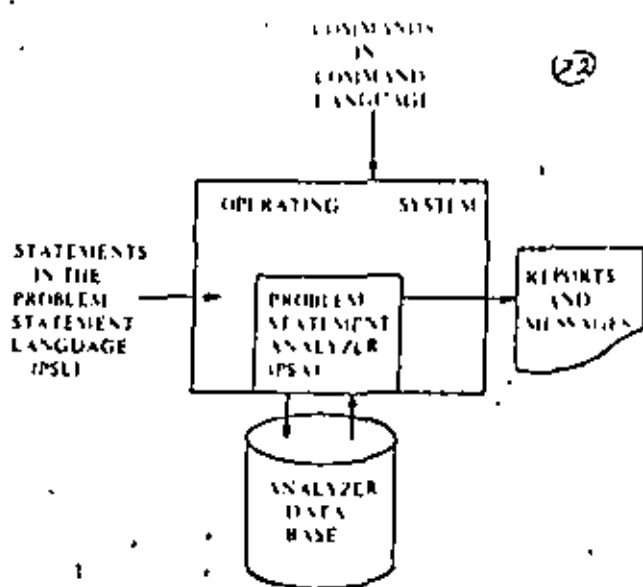 COMMANDS
IN
COMMAND
LANGUAGE
22
OPERATING SYSTEM
STATEMENTS
IN THE
PROBLEM
STATEMENT
LANGUAGE
(PSL)
PROBLEM
STATEMENT
ANALYZER
(PSA)
REPORTS
AND
MESSAGES
ANALYZER
DATA
BASE